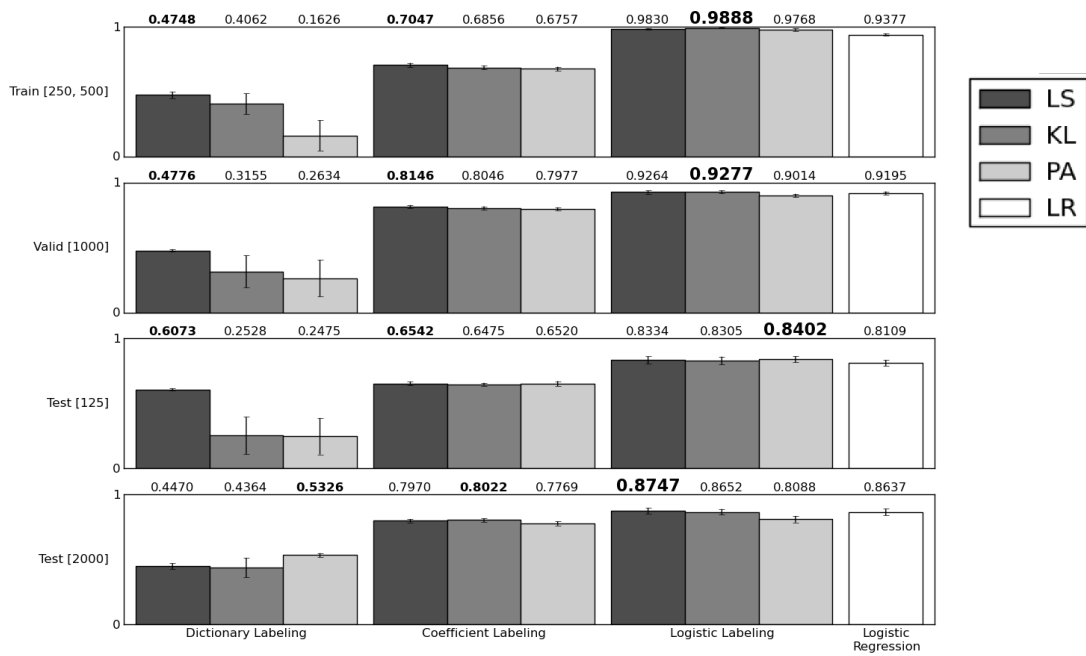 0.4748 0.4062 0.1626 0.7047 0.6856 0.6757 0.9830 0.9888 0.9768 0.9377
1
Train [250, 500]
0
0.4776 0.3155 0.2634 0.8146 0.8046 0.7977 0.9264 0.9277 0.9014 0.9195
1
Valid [1000]
0
0.6073 0.2528 0.2475 0.6542 0.6475 0.6520 0.8334 0.8305 0.8402 0.8109
1
Test [125]
0
0.4470 0.4364 0.5326 0.7970 0.8022 0.7769 0.8747 0.8652 0.8088 0.8637
1
Test [2000]
0
Dictionary Labeling Coefficient Labeling Logistic Labeling Logistic
Regression
LS
KL
PA
LR